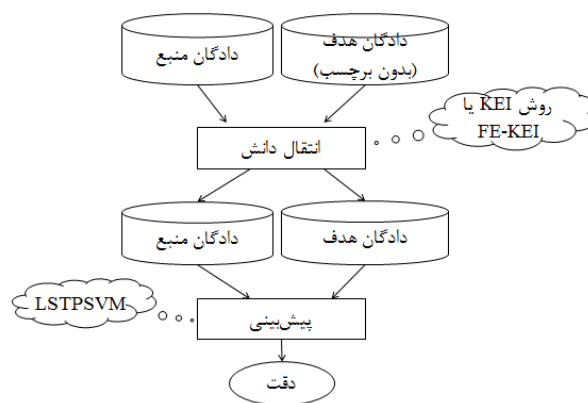 دادگان هدف
(بدون برچسب)
دادگان منبع
روش KEI یا
FE-KEI
انتقال دانش
دادگان هدف
دادگان منبع
LSTPSVM
پیش‌بینی
دقت